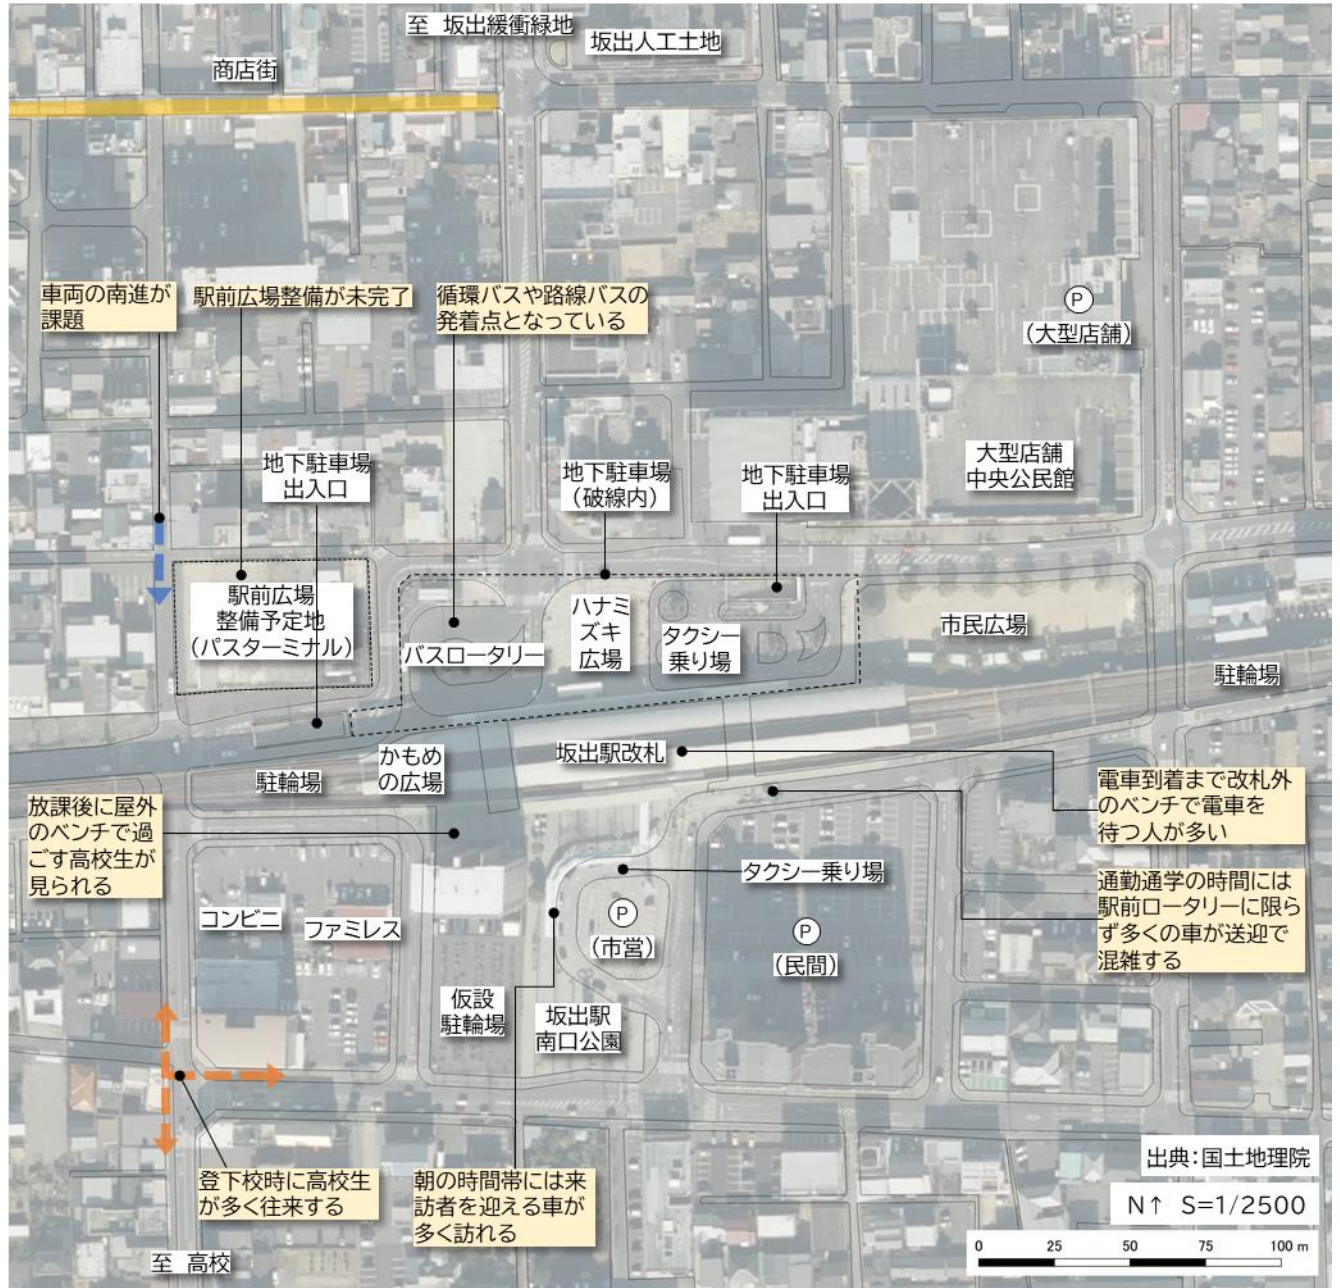 至 坂出緩衝緑地
坂出人工土地
商店街
車両の南進が
課題
駅前広場整備が未完了
循環バスや路線バスの
発着点となっている
P
(大型店舗)
大型店舗
中央公民館
地下駐車場
出入口
地下駐車場
(破線内)
地下駐車場
出入口
駅前広場
整備予定地
(バスターミナル)
バスロータリー
ハナミ
ズキ
広場
タクシー
乗り場
市民広場
駐輪場
坂出駅改札
かもめ
の広場
駐輪場
放課後に屋外
のベンチで過
ごす高校生が
見られる
電車到着まで改札外
のベンチで電車を
待つ人が多い
タクシー乗り場
通勤通学の時間には
駅前ロータリーに限ら
ず多くの車が送迎で
混雑する
コンビニ
ファミレス
P
(市営)
P
(民間)
仮設
駐輪場
坂出駅
南口公園
登下校時に高校生
が多く往来する
朝の時間帯には来
訪者を迎える車が
多く訪れる
至 高校
出典:国土地理院
N↑ S=1/2500
0 25 50 75 100 m